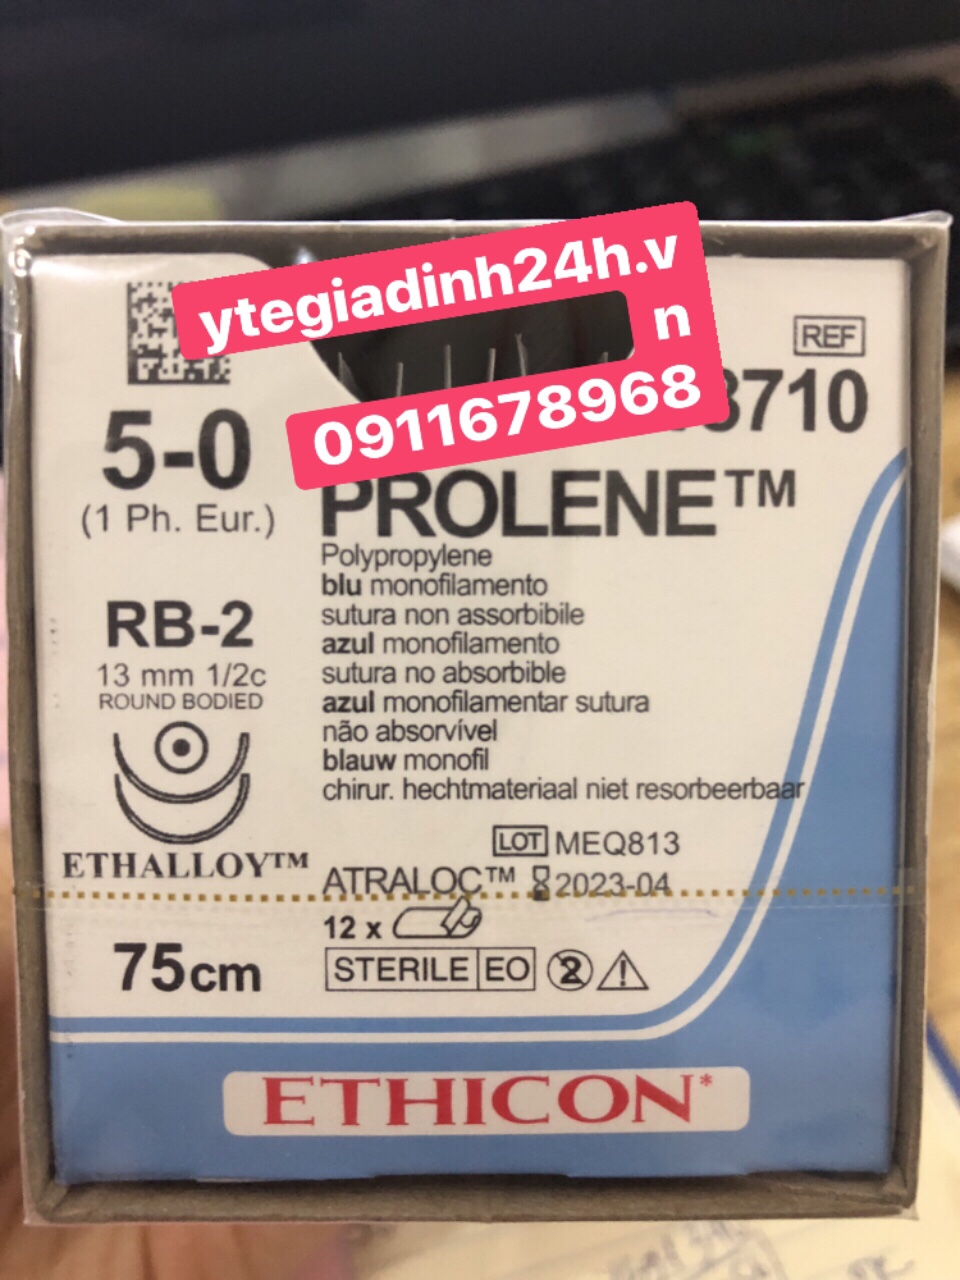 ytegiadinh24h.v
n
0911678968
REF
8710
5-0
(1 Ph. Eur.)
PROLENE™
Polypropylene
blu monofilamento
sutura non assorbibile
azul monofilamento
sutura no absorbible
azul monofilamentar sutura
não absorvível
blauw monofil
chirur. hechtmateriaal niet resorbeerbaar
RB-2
13 mm 1/2c
ROUND BODIED
ETHALLOY™
LOT MEQ813
ATRALOC™ 2023-04
12 x
75cm
STERILE EO 2
ETHICON*